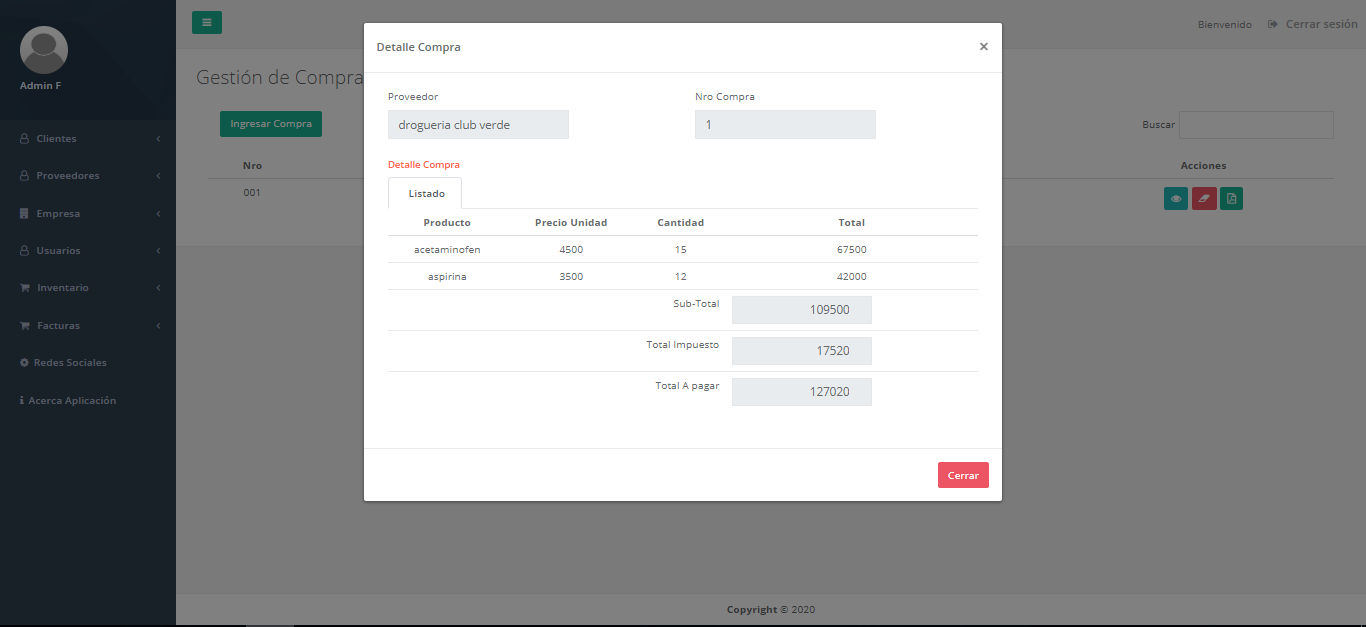 Admin F
Clientes
Proveedores
Empresa
Usuarios
Inventario
Facturas
Redes Sociales
Acerca Aplicación
Bienvenido Cerrar sesión
Gestión de Compra
Ingresar Compra
Buscar
Nro Acciones
001
Detalle Compra ×
Proveedor Nro Compra
drogueria club verde 1
Detalle Compra
Listado
Producto Precio Unidad Cantidad Total
acetaminofen 4500 15 67500
aspirina 3500 12 42000
Sub-Total 109500
Total Impuesto 17520
Total A pagar 127020
Cerrar
Copyright © 2020